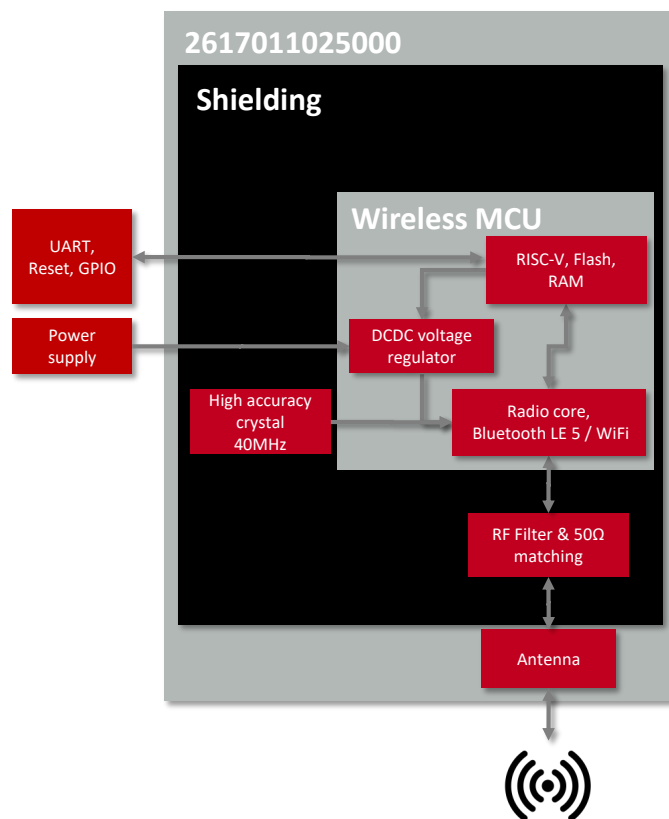 2617011025000
Shielding
Wireless MCU
UART,
Reset, GPIO
RISC-V, Flash,
RAM
Power
supply
DCDC voltage
regulator
High accuracy
crystal
40MHz
Radio core,
Bluetooth LE 5 / WiFi
RF Filter & 50Ω
matching
Antenna